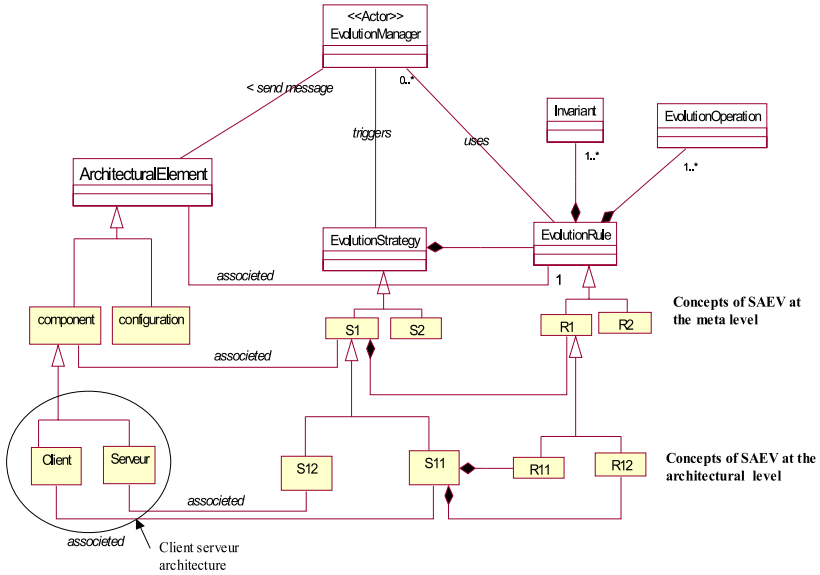 <<Actor>>
EvolutionManager
< send message
0..*
triggers
uses
Invariant
1..*
EvolutionOperation
1..*
ArchitecturalElement
EvolutionStrategy
EvolutionRule
associeted
1
component
configuration
S1
S2
R1
R2
Concepts of SAEV at
the meta level
associeted
Client
Serveur
S12
S11
R11
R12
Concepts of SAEV at the
architectural level
associeted
associeted
Client serveur
architecture